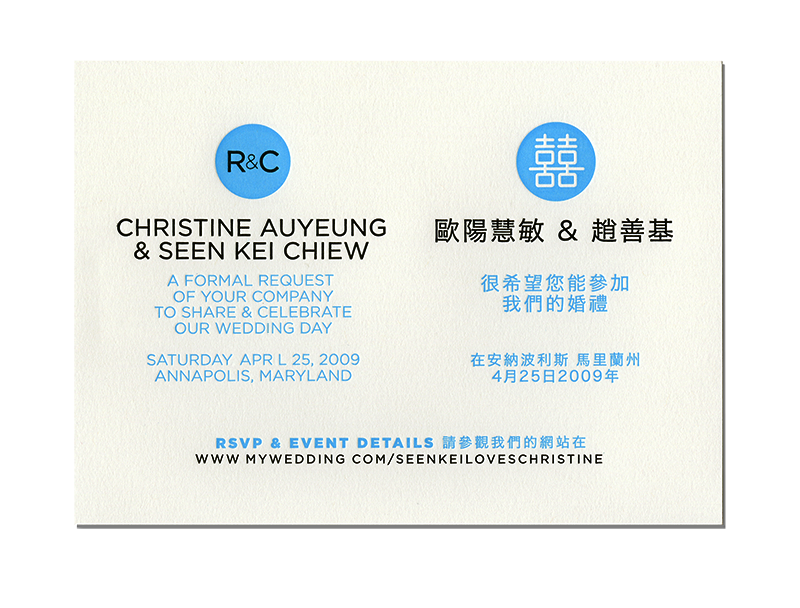 R&C
CHRISTINE AUYEUNG
& SEEN KEI CHIEW
A FORMAL REQUEST
OF YOUR COMPANY
TO SHARE & CELEBRATE
OUR WEDDING DAY
SATURDAY APR L 25, 2009
ANNAPOLIS, MARYLAND
囍
歐陽慧敏 & 趙善基
很希望您能參加
我們的婚禮
在安納波利斯 馬里蘭州
4月25日2009年
RSVP & EVENT DETAILS 請參觀我們的網站在
WWW MYWEDDING COM/SEENKEILOVESCHRISTINE